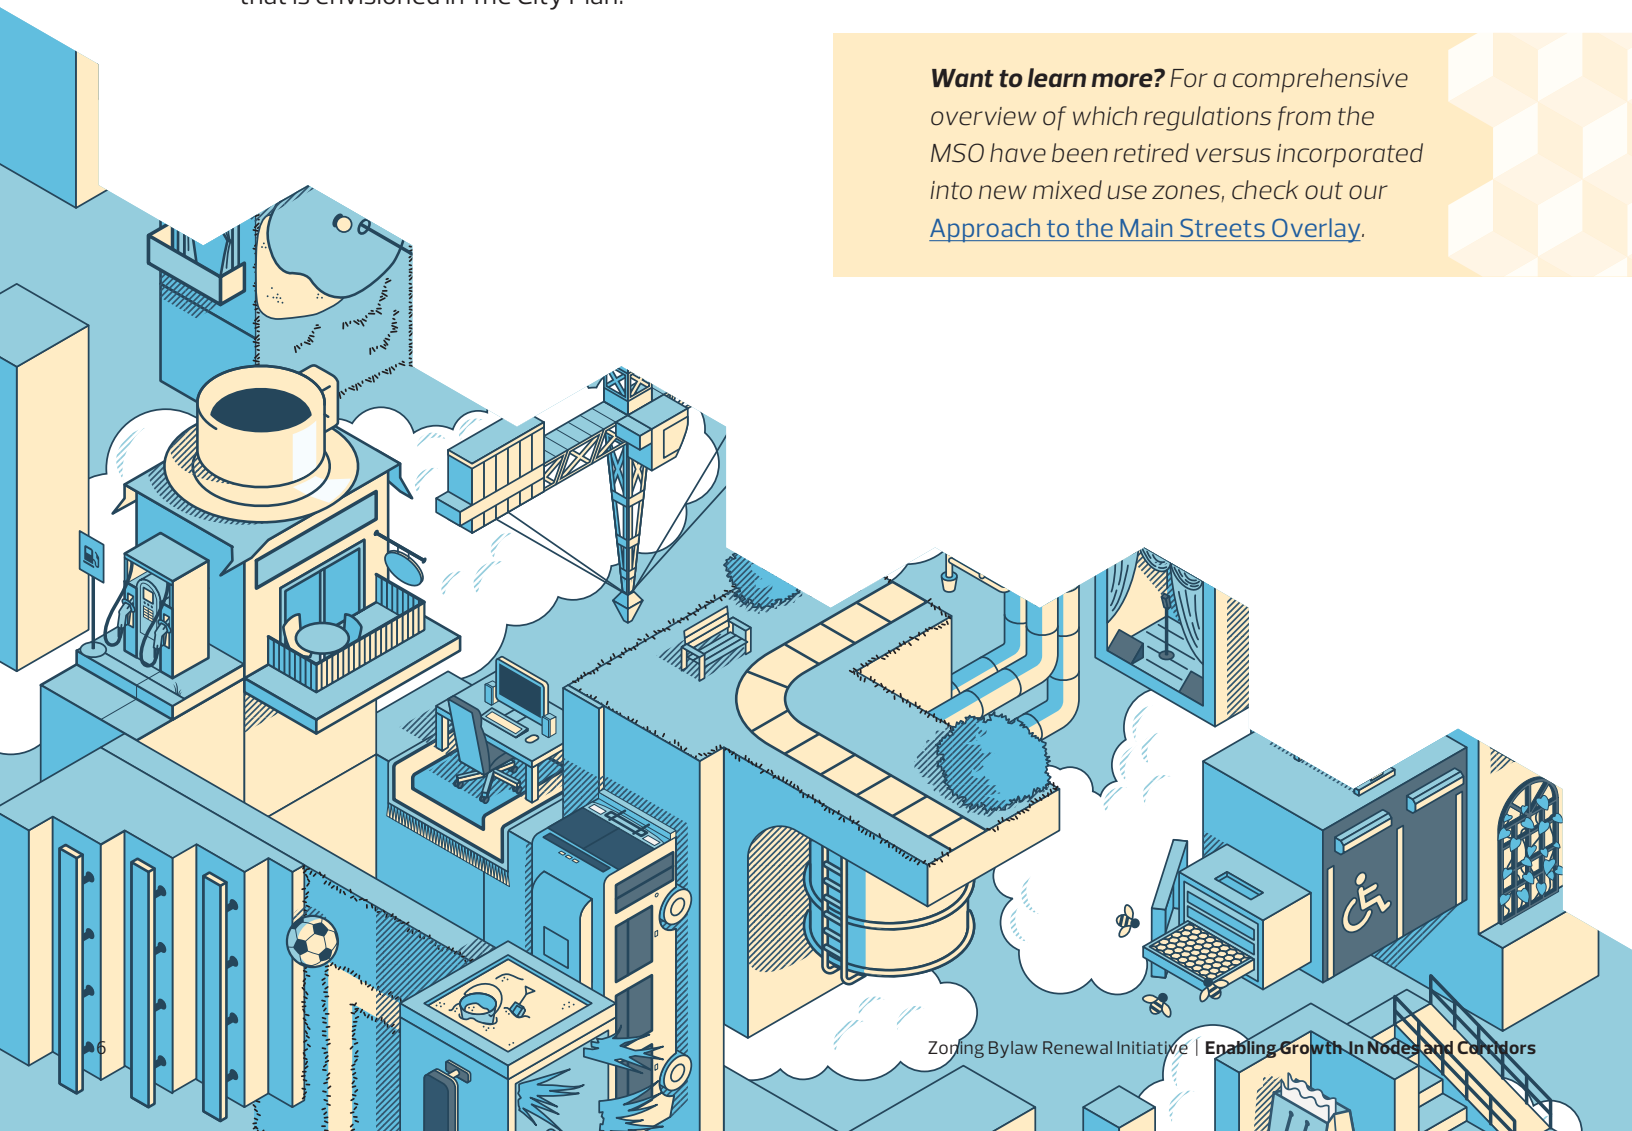 that is envisioned in The City Plan.
Want to learn more? For a comprehensive
overview of which regulations from the
MSO have been retired versus incorporated
into new mixed use zones, check out our
Approach to the Main Streets Overlay.
6
Zoning Bylaw Renewal Initiative | Enabling Growth In Nodes and Corridors